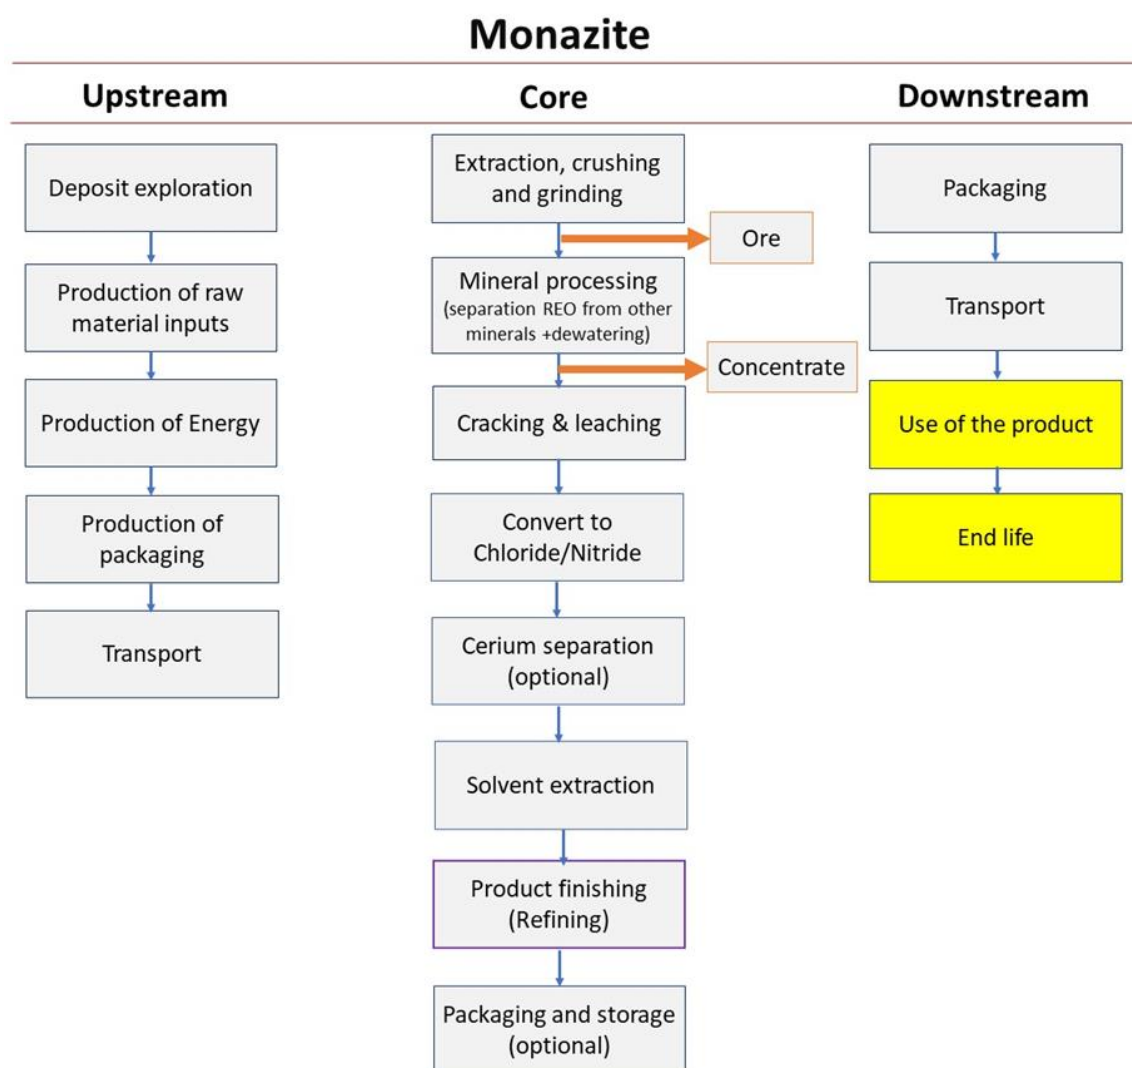 Monazite
Upstream
Core
Downstream
Deposit exploration
Production of raw
material inputs
Production of Energy
Production of
packaging
Transport
Extraction, crushing
and grinding
Ore
Mineral processing
(separation REO from other
minerals +dewatering)
Concentrate
Cracking & leaching
Convert to
Chloride/Nitride
Cerium separation
(optional)
Solvent extraction
Product finishing
(Refining)
Packaging and storage
(optional)
Packaging
Transport
Use of the product
End life